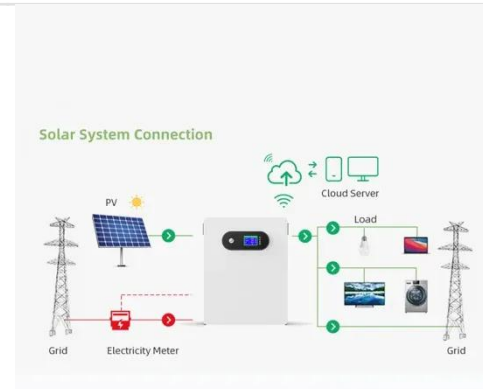 Solar System Connection
Cloud Server
PV
Load
Grid
Electricity Meter
Grid